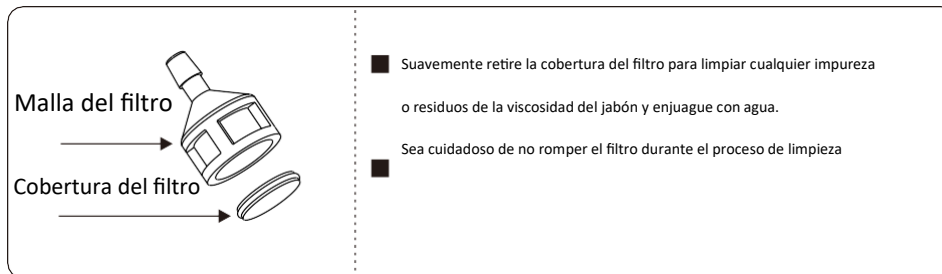 Malla del filtro
Cobertura del filtro
Suavemente retire la cobertura del filtro para limpiar cualquier impureza
o residuos de la viscosidad del jabón y enjuague con agua.
Sea cuidadoso de no romper el filtro durante el proceso de limpieza